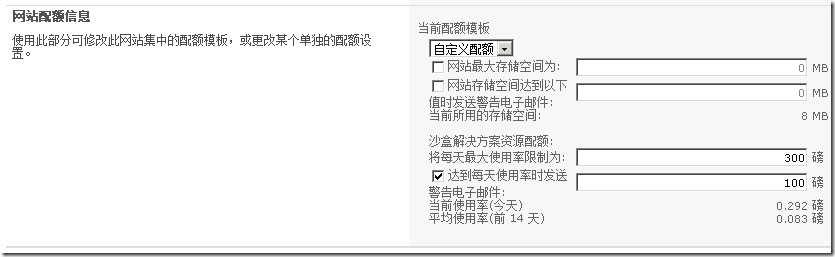 网站配额信息
使用此部分可修改此网站集中的配额模板，或更改某个单独的配额设
置。
当前配额模板
自定义配额
网站最大存储空间为: 0 MB
网站存储空间达到以下
值时发送警告电子邮件: 0 MB
当前所用的存储空间: 8 MB
沙盒解决方案资源配额:
将每天最大使用率限制为: 300 磅
达到每天使用率时发送
警告电子邮件: 100 磅
当前使用率(今天) 0.292 磅
平均使用率(前 14 天) 0.083 磅